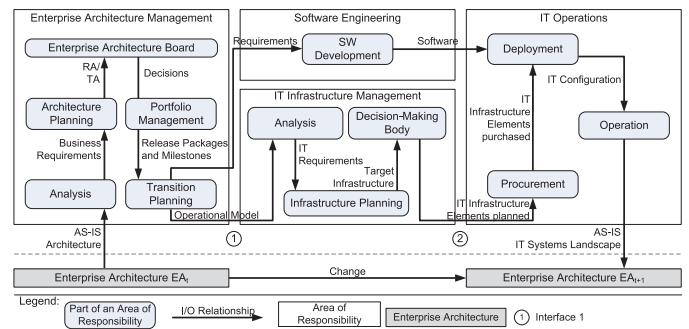 Enterprise Architecture Management
Software Engineering
IT Operations
Enterprise Architecture Board
Requirements
SW
Development
Software
Deployment
RA/
TA
Decisions
IT Configuration
Architecture
Planning
Portfolio
Management
IT Infrastructure Management
Analysis
Decision-Making
Body
IT
Infrastructure
Elements
purchased
Operation
Business
Requirements
Release Packages
and Milestones
IT
Requirements
Target
Infrastructure
Analysis
Transition
Planning
Infrastructure Planning
Procurement
Operational Model
IT Infrastructure
Elements planned
AS-IS
Architecture
1
2
AS-IS
IT Systems Landscape
Enterprise Architecture EAt
Change
Enterprise Architecture EAt+1
Legend:
Part of an Area of
Responsibility
I/O Relationship
Area of
Responsibility
Enterprise Architecture
1
Interface 1